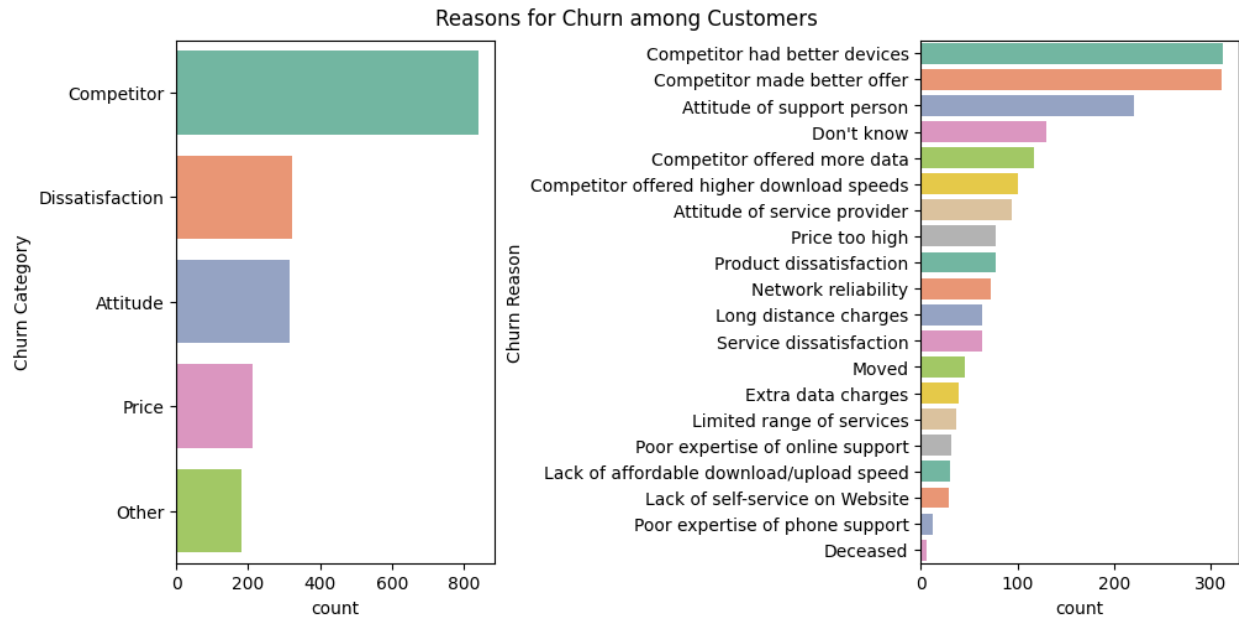 Reasons for Churn among Customers
Churn Category
Competitor
Dissatisfaction
Attitude
Price
Other
0 200 400 600 800
count
Churn Reason
Competitor had better devices
Competitor made better offer
Attitude of support person
Don't know
Competitor offered more data
Competitor offered higher download speeds
Attitude of service provider
Price too high
Product dissatisfaction
Network reliability
Long distance charges
Service dissatisfaction
Moved
Extra data charges
Limited range of services
Poor expertise of online support
Lack of affordable download/upload speed
Lack of self-service on Website
Poor expertise of phone support
Deceased
0 100 200 300
count